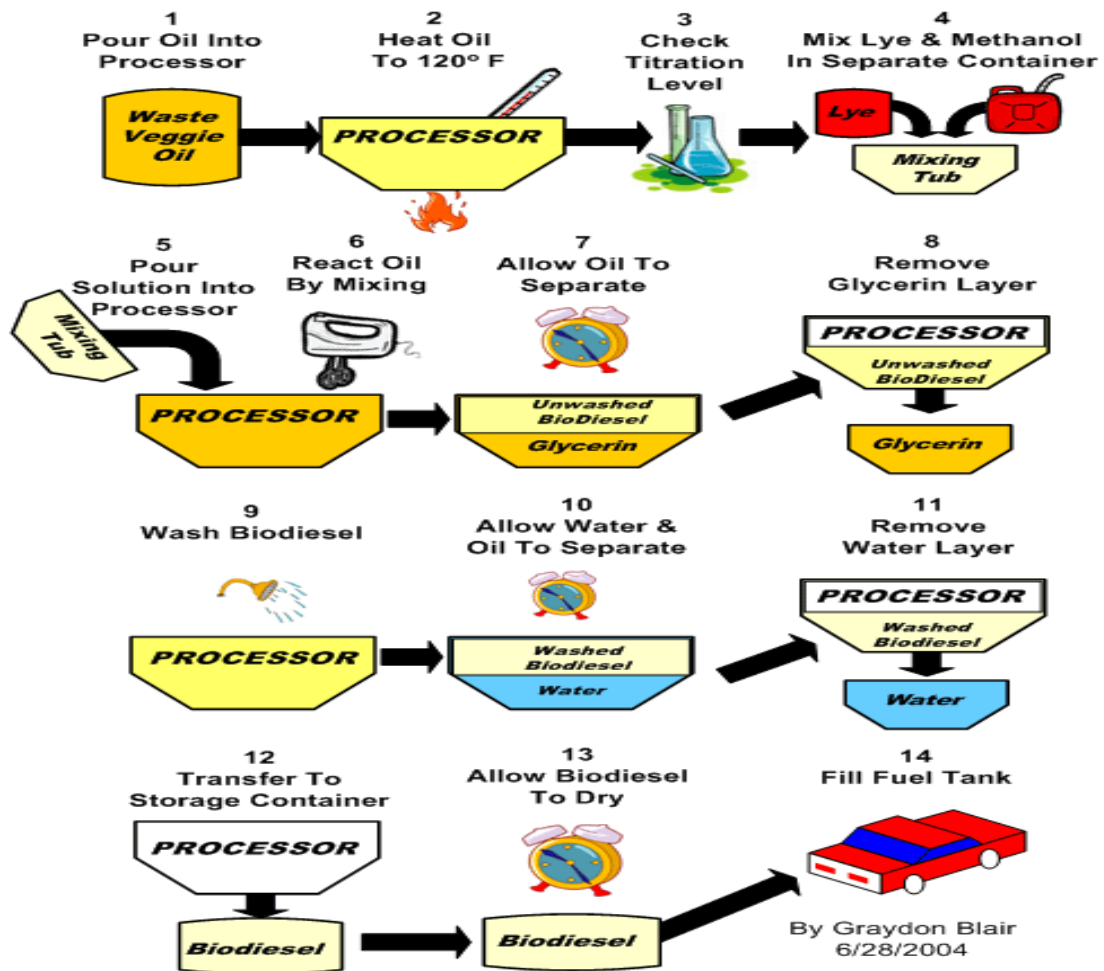 1
Pour Oil Into
Processor
Waste
Veggie
Oil
2
Heat Oil
To 120º F
PROCESSOR
3
Check
Titration
Level
4
Mix Lye & Methanol
In Separate Container
Lye
Mixing
Tub
5
Pour
Solution Into
Processor
Mixing
Tub
PROCESSOR
6
React Oil
By Mixing
7
Allow Oil To
Separate
Unwashed
BioDiesel
Glycerin
8
Remove
Glycerin Layer
PROCESSOR
Unwashed
BioDiesel
Glycerin
9
Wash Biodiesel
PROCESSOR
10
Allow Water &
Oil To Separate
Washed
Biodiesel
Water
11
Remove
Water Layer
PROCESSOR
Washed
Biodiesel
Water
12
Transfer To
Storage Container
PROCESSOR
Biodiesel
13
Allow Biodiesel
To Dry
Biodiesel
14
Fill Fuel Tank
By Graydon Blair
6/28/2004